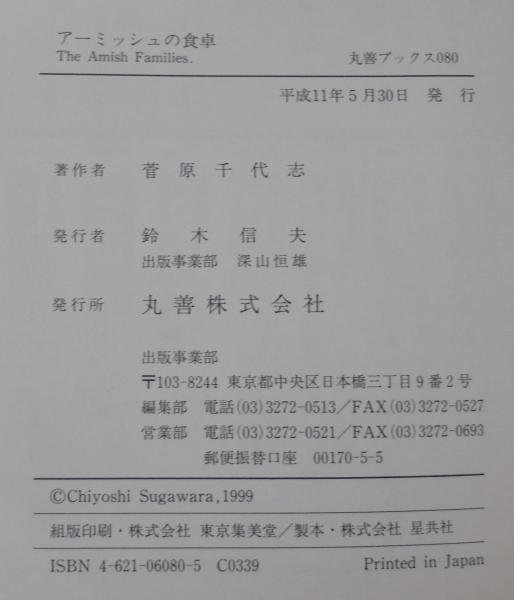 アーミッシュの食卓
The Amish Families.
丸善ブックス080
平成11年5月30日 発 行
著作者 菅 原 千 代 志
発行者 鈴 木 信 夫
出版事業部 深山恒雄
発行所 丸善株式会社
出版事業部
〒103-8244 東京都中央区日本橋三丁目9番2号
編集部 電話(03)3272-0513/FAX(03)3272-0527
営業部 電話(03)3272-0521/FAX(03)3272-0693
郵便振替口座 00170-5-5
©Chiyoshi Sugawara,1999
組版印刷・株式会社 東京集美堂/製本・株式会社 星共社
ISBN 4-621-06080-5 C0339 Printed in Japan